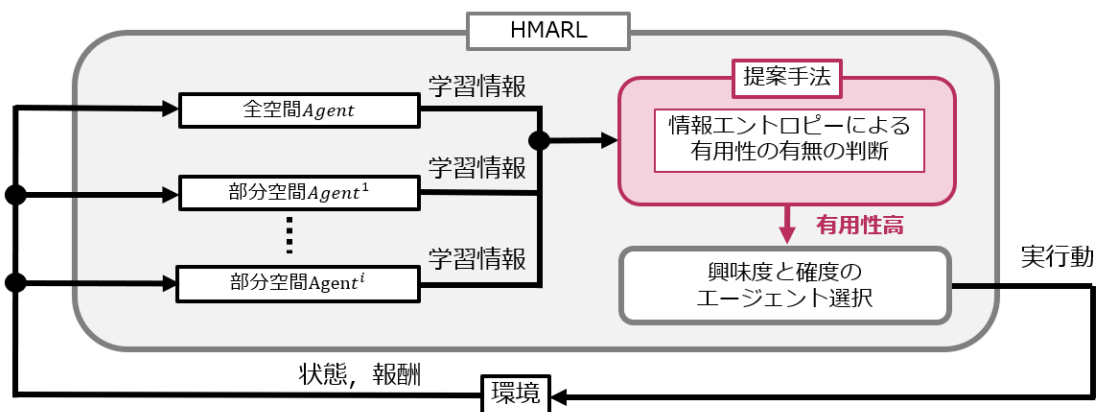 HMARL
学習情報
全空間Agent
学習情報
部分空間Agent¹
学習情報
部分空間Agentⁱ
提案手法
情報エントロピーによる
有用性の有無の判断
有用性高
興味度と確度の
エージェント選択
実行動
状態，報酬
環境